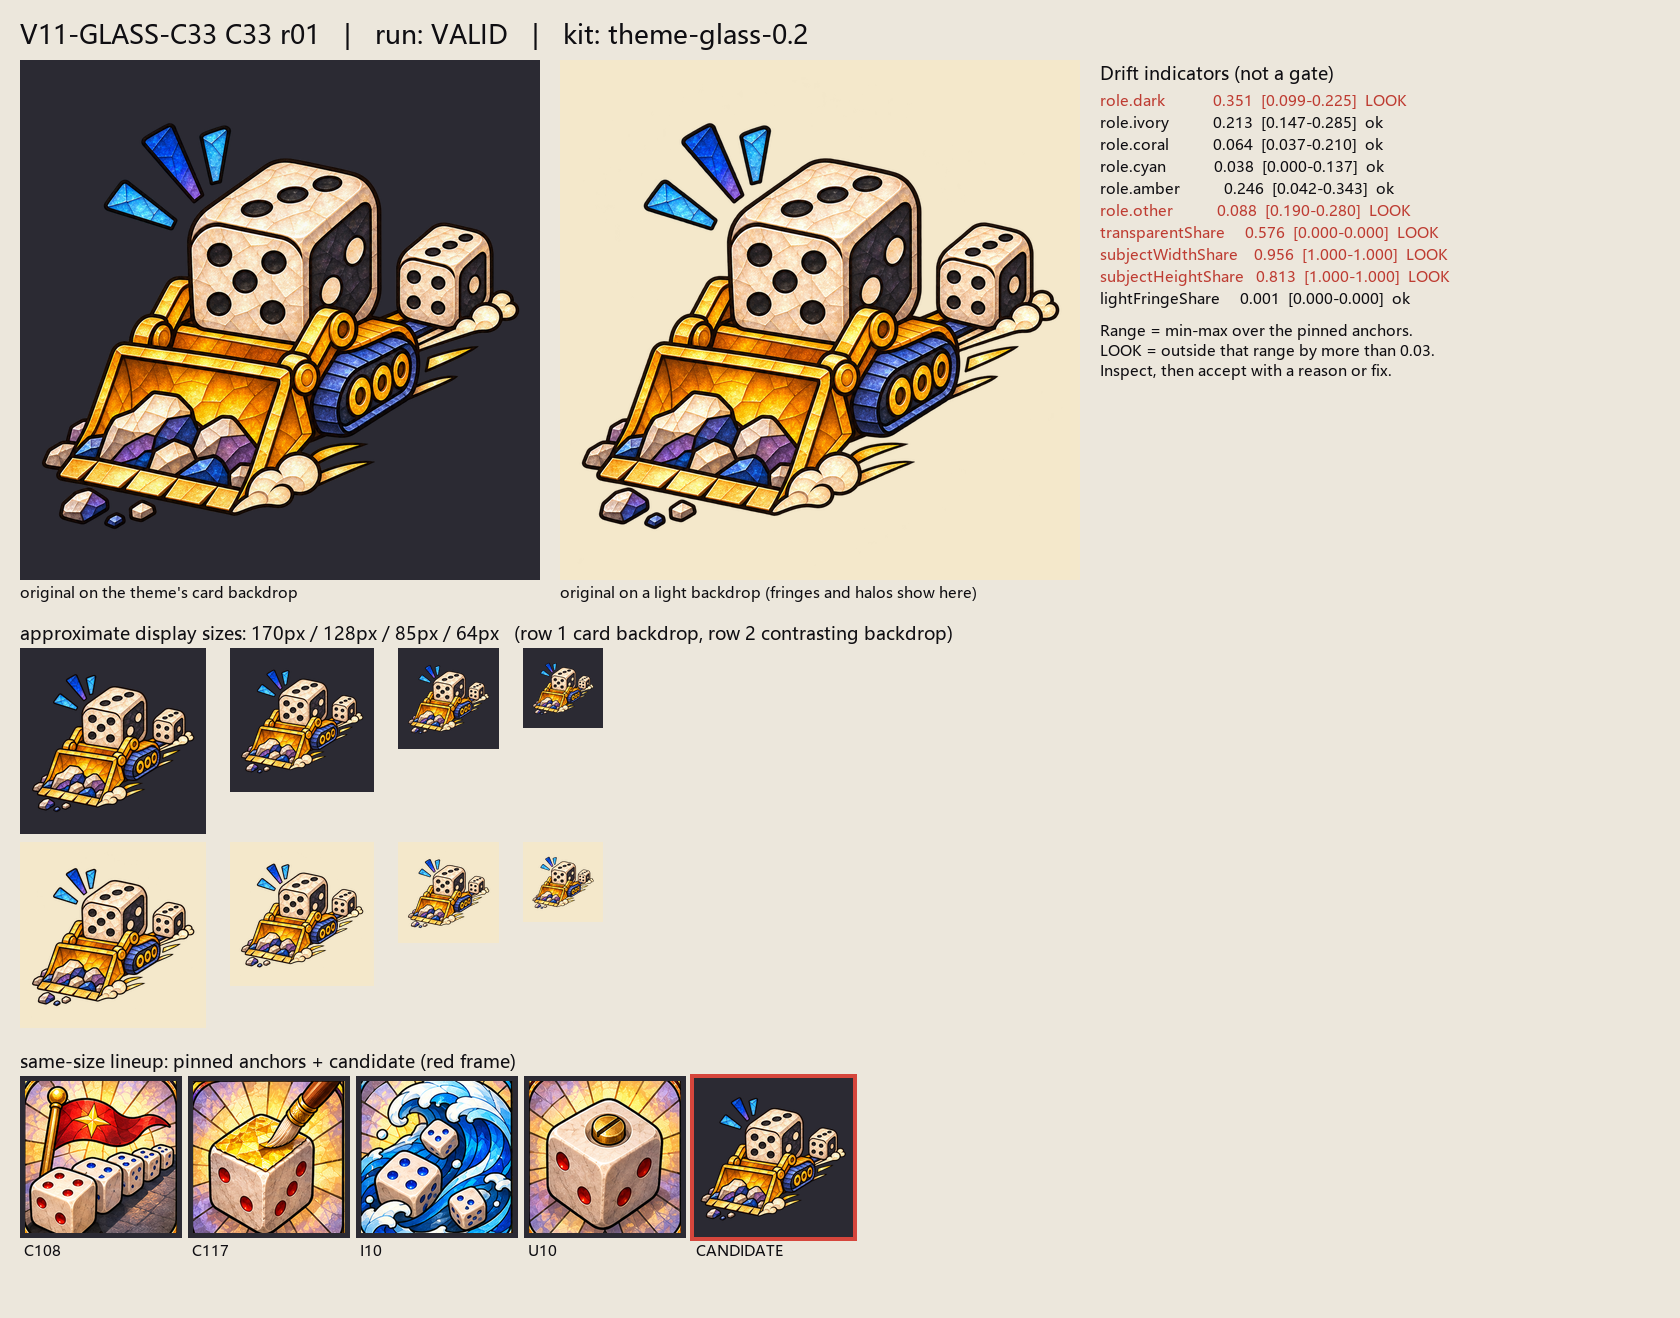 V11-GLASS-C33 C33 r01 | run: VALID | kit: theme-glass-0.2
Drift indicators (not a gate)
role.dark 0.351 [0.099-0.225] LOOK
role.ivory 0.213 [0.147-0.285] ok
role.coral 0.064 [0.037-0.210] ok
role.cyan 0.038 [0.000-0.137] ok
role.amber 0.246 [0.042-0.343] ok
role.other 0.088 [0.190-0.280] LOOK
transparentShare 0.576 [0.000-0.000] LOOK
subjectWidthShare 0.956 [1.000-1.000] LOOK
subjectHeightShare 0.813 [1.000-1.000] LOOK
lightFringeShare 0.001 [0.000-0.000] ok
Range = min-max over the pinned anchors.
LOOK = outside that range by more than 0.03.
Inspect, then accept with a reason or fix.
original on the theme's card backdrop
original on a light backdrop (fringes and halos show here)
approximate display sizes: 170px / 128px / 85px / 64px (row 1 card backdrop, row 2 contrasting backdrop)
same-size lineup: pinned anchors + candidate (red frame)
C108
C117
I10
U10
CANDIDATE